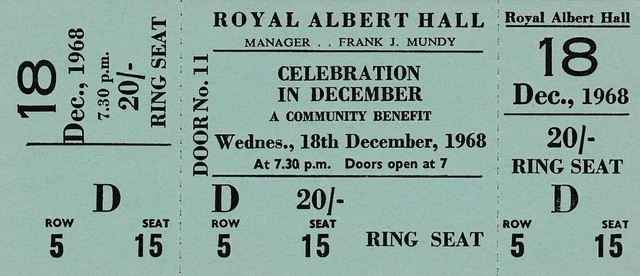 18
Dec., 1968
7.30 p.m.
20/-
RING SEAT
D
ROW SEAT
5 15
DOOR No. 11
ROYAL ALBERT HALL
MANAGER . . FRANK J. MUNDY
CELEBRATION
IN DECEMBER
A COMMUNITY BENEFIT
Wednes., 18th December, 1968
At 7.30 p.m. Doors open at 7
D 20/-
ROW SEAT
5 15 RING SEAT
Royal Albert Hall
18
Dec., 1968
20/-
RING SEAT
D
ROW SEAT
5 15